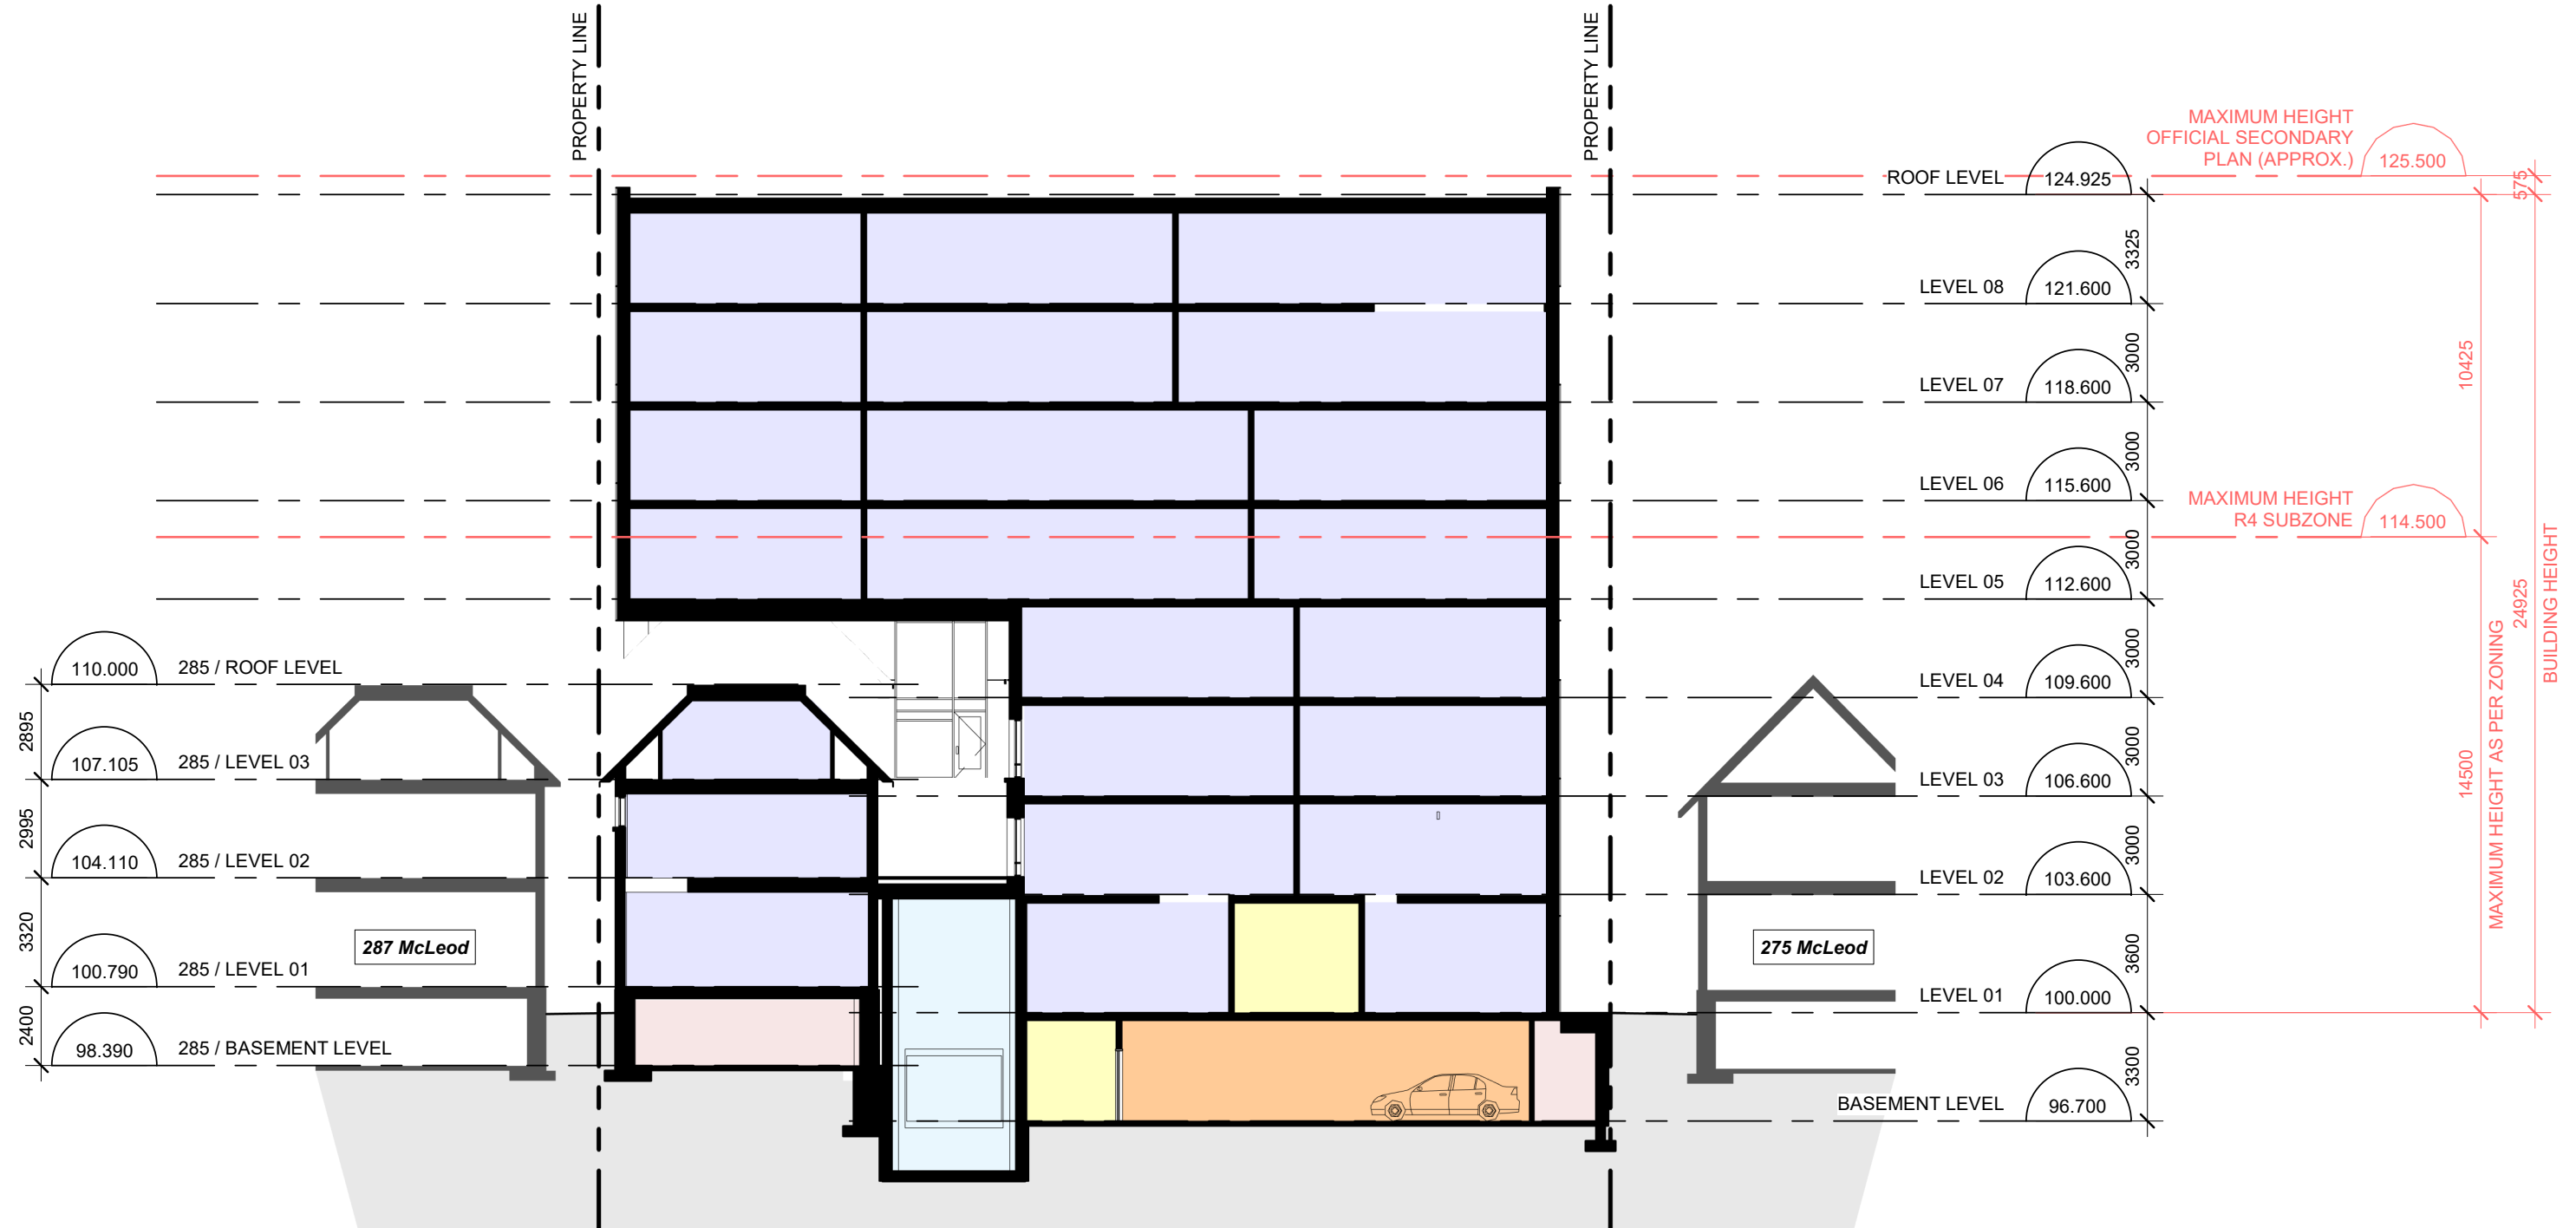 PROPERTY LINE
PROPERTY LINE
MAXIMUM HEIGHT
OFFICIAL SECONDARY
PLAN (APPROX.)
125.500
575
ROOF LEVEL
124.925
3325
LEVEL 08
121.600
3000
LEVEL 07
118.600
3000
LEVEL 06
115.600
3000
LEVEL 05
112.600
3000
LEVEL 04
109.600
3000
LEVEL 03
106.600
3000
LEVEL 02
103.600
3600
LEVEL 01
100.000
3300
BASEMENT LEVEL
96.700
10425
MAXIMUM HEIGHT
R4 SUBZONE
114.500
14500
MAXIMUM HEIGHT AS PER ZONING
24925
BUILDING HEIGHT
110.000
285 / ROOF LEVEL
2895
107.105
285 / LEVEL 03
2995
104.110
285 / LEVEL 02
3320
100.790
285 / LEVEL 01
2400
98.390
285 / BASEMENT LEVEL
287 McLeod
275 McLeod